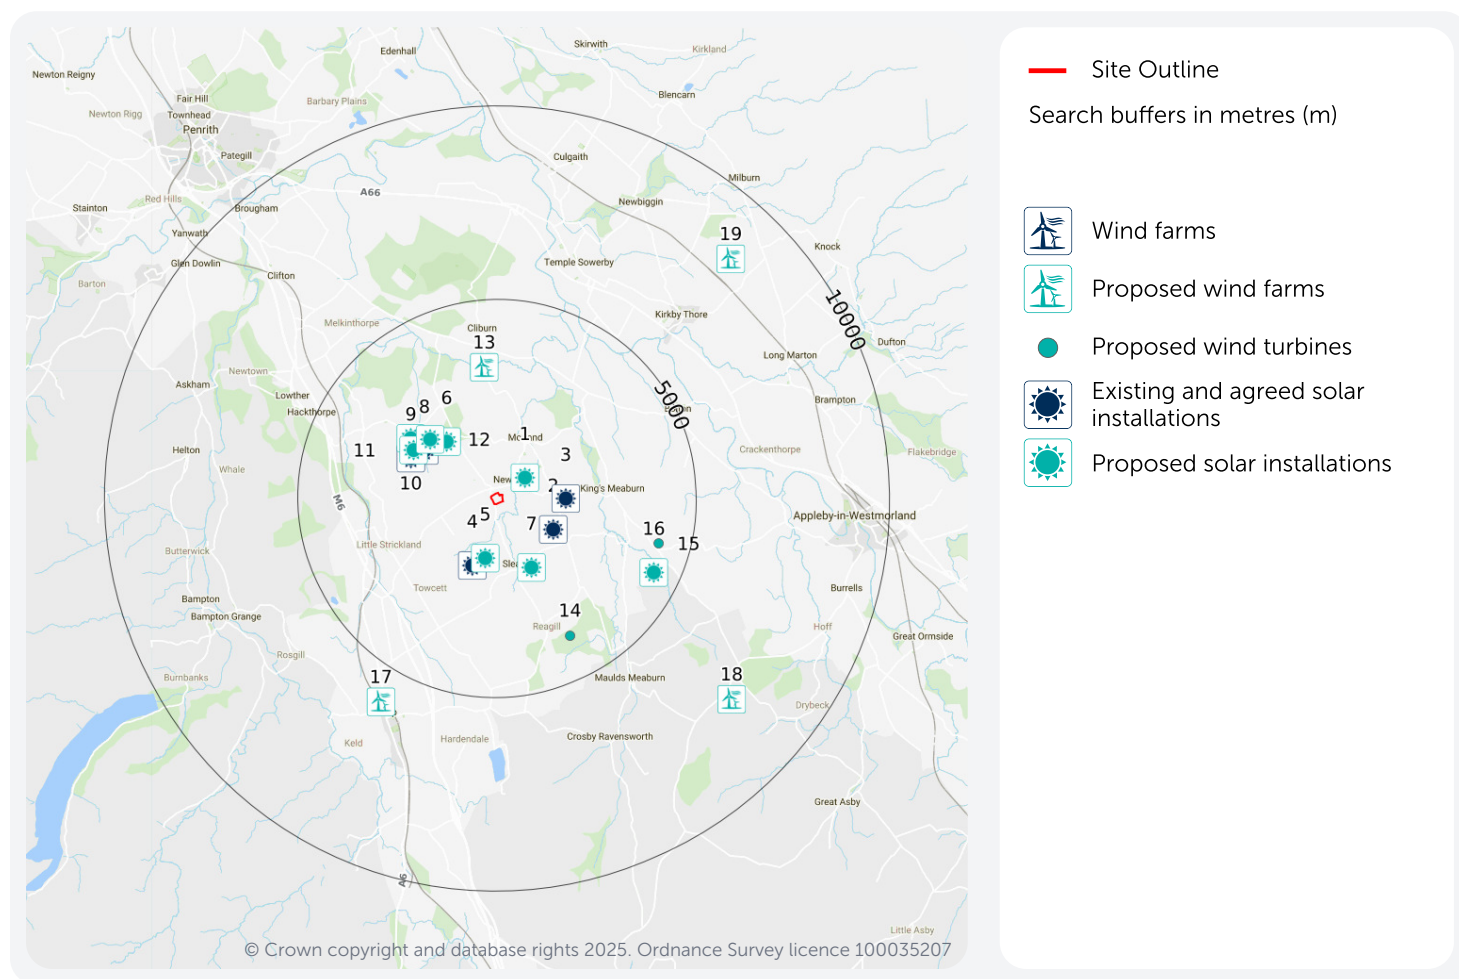 Edenhall
Skirwith
Kirkland
Newton Reigny
Blencarn
Fair Hill
Barbary Plains
Newton Rigg
Townhead
Penrith
Pategill
Culgaith
Milburn
A66
Red Hills
Stainton
Brougham
Newbiggin
Yanwath
19
Knock
Glen Dowlin
Temple Sowerby
Clifton
Barton
10000
Kirkby Thore
Melkinthorpe
Cliburn
13
Dufton
Long Marton
Newtown
Askham
Lowther
5000
Hackthorpe
9
8
6
Brampton
1
12
11
Helton
3
Crackenthorpe
Flakebridge
Whale
10
2
King's Meaburn
M6
4
5
7
16
15
Appleby-in-Westmorland
Little Strickland
Butterwick
Towcett
Burrells
Bampton
Bampton Grange
14
Reagill
Hoff
Great Ormside
Rosgill
Burnbanks
17
Maulds Meaburn
18
Drybeck
Keld
Hardendale
Crosby Ravensworth
Great Asby
A6
Little Asby
© Crown copyright and database rights 2025. Ordnance Survey licence 100035207
Site Outline
Search buffers in metres (m)
Wind farms
Proposed wind farms
Proposed wind turbines
Existing and agreed solar
installations
Proposed solar installations